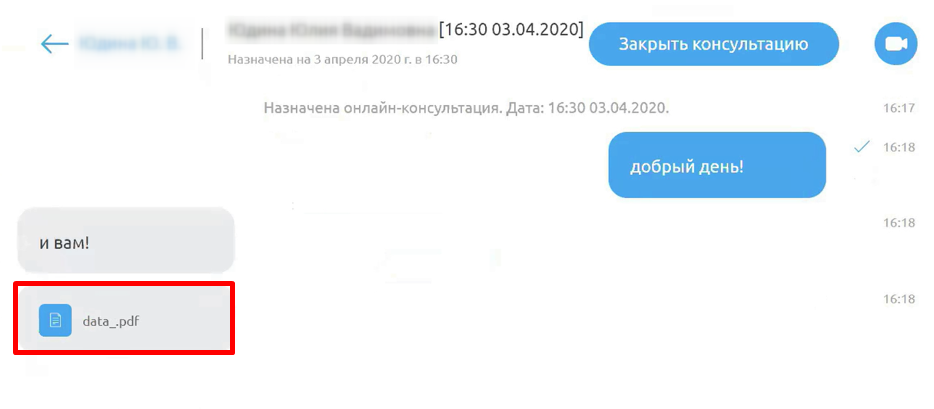 [16:30 03.04.2020]
Назначена на 3 апреля 2020 г. в 16:30
Закрыть консультацию
Назначена онлайн-консультация. Дата: 16:30 03.04.2020.
16:17
добрый день!
16:18
16:18
и вам!
16:18
data_.pdf